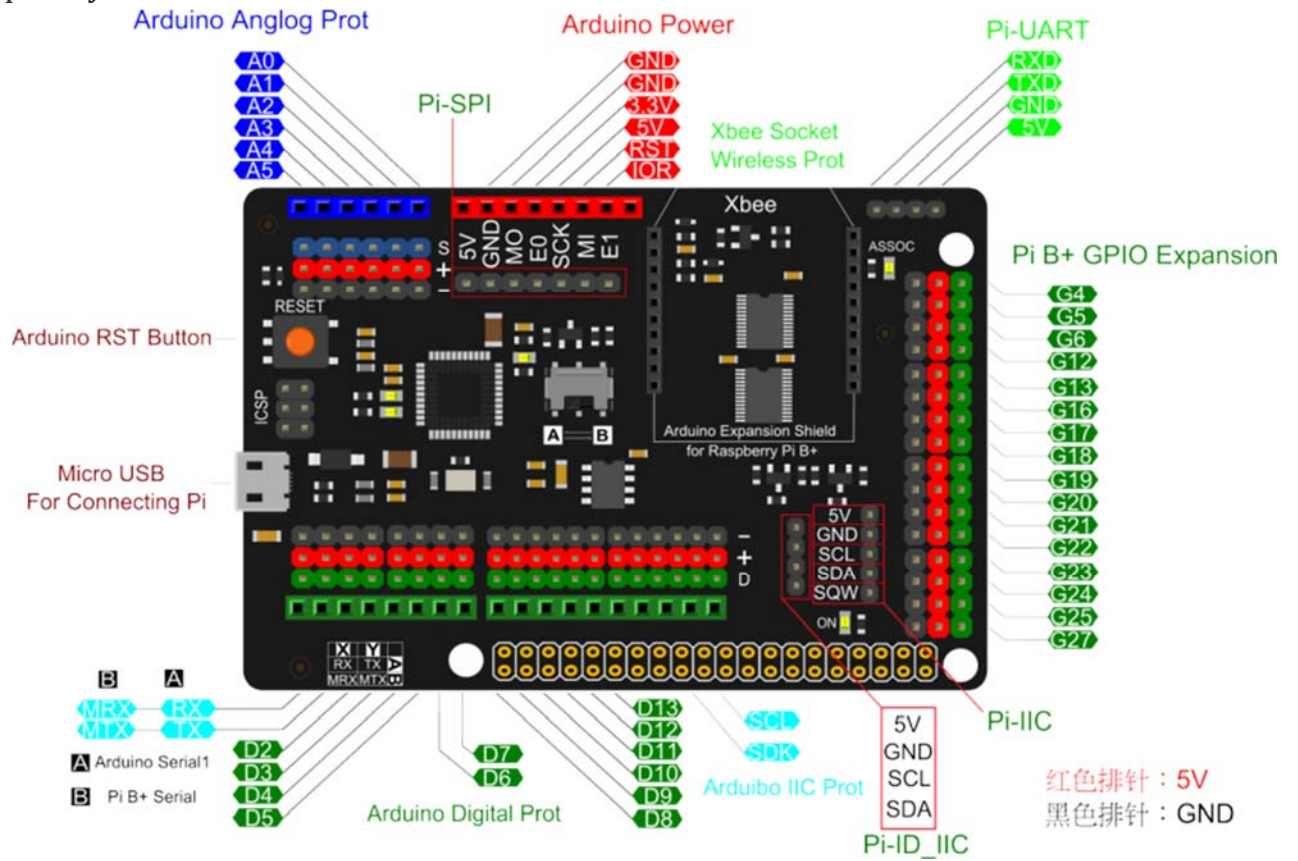 Arduino Anglog Prot
Arduino Power
Pi-UART
A0
A1
A2
A3
A4
A5
Pi-SPI
GND
GND
3.3V
5V
RST
IOR
Xbee Socket
Wireless Prot
RXD
TXD
GND
5V
Xbee
ASSOC
S
+
-
5V
GND
MO
E0
SCK
MI
E1
Pi B+ GPIO Expansion
G4
G5
G6
G12
G13
G16
G17
G18
G19
G20
G21
G22
G23
G24
G25
G27
RESET
Arduino RST Button
ICSP
A
B
Arduino Expansion Shield
for Raspberry Pi B+
Micro USB
For Connecting Pi
-
+
D
5V
GND
SCL
SDA
SQW
ON
X Y
RX TX A
MRX MTX B
B A
MRX RX
MTX TX
A Arduino Serial1
B Pi B+ Serial
D2
D3
D4
D5
D7
D6
Arduino Digital Prot
D13
D12
D11
D10
D9
D8
SCL
SDK
Arduibo IIC Prot
5V
GND
SCL
SDA
Pi-ID_IIC
Pi-IIC
红色排针：5V
黑色排针：GND